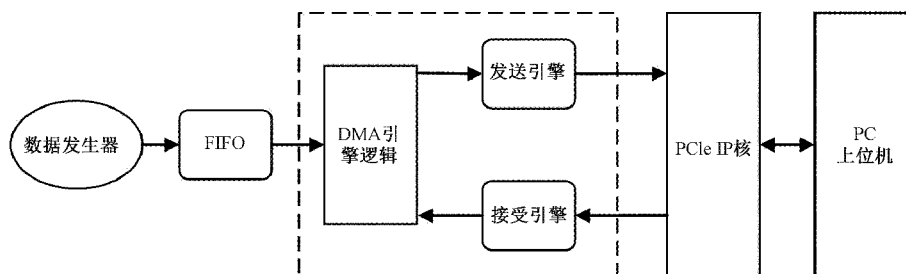 数据发生器
FIFO
DMA引
擎逻辑
发送引擎
接受引擎
PCIe IP核
PC
上位机